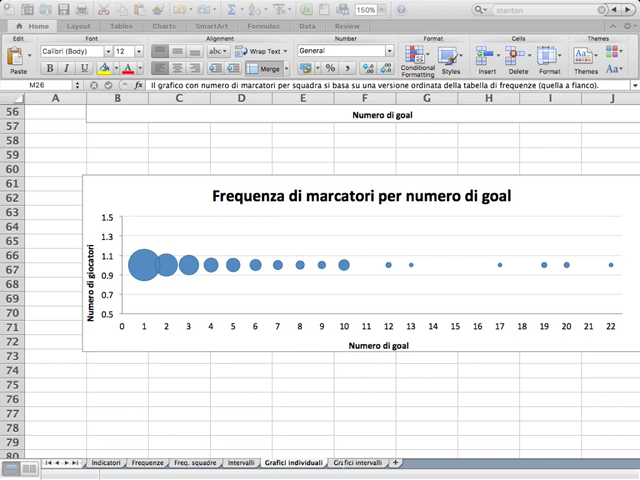 150%
stanton
Home Layout Tables Charts SmartArt Formulas Data Review
Edit Font Alignment Number Format Cells Themes
Calibri (Body) 12 abc Wrap Text General
Paste B I U A Merge % Conditional Formatting Styles Insert Delete Format Themes Aa
M26 fx Il grafico con numero di marcatori per squadra si basa su una versione ordinata della tabella di frequenze (quella a fianco).
A B C D E F G H I J
56
Numero di goal
57
58
59
60
61
62
63
64
65
66
67
68
69
70
71
72
73
74
75
76
77
78
79
80
Frequenza di marcatori per numero di goal
Numero di giocatori
1.5
1.3
1.1
0.9
0.7
0.5
0 1 2 3 4 5 6 7 8 9 10 11 12 13 14 15 16 17 18 19 20 21 22
Numero di goal
Indicatori Frequenze Freq. squadre Intervalli Grafici individuali Grafici intervalli +